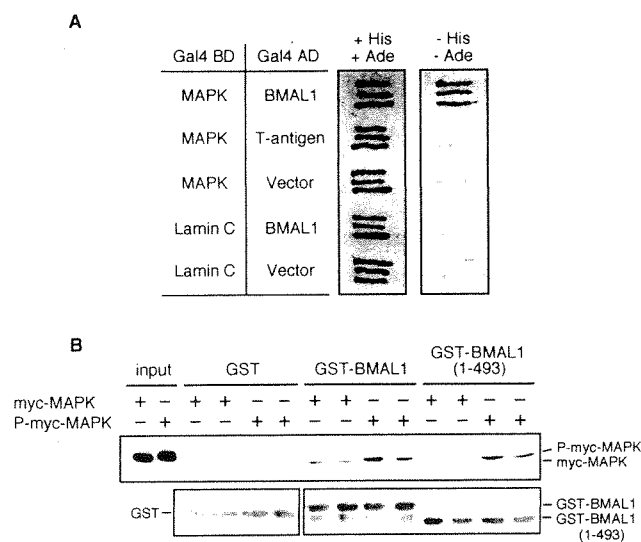 A
+ His - His
Gal4 BD Gal4 AD + Ade - Ade
MAPK BMAL1
MAPK T-antigen
MAPK Vector
Lamin C BMAL1
Lamin C Vector
B
GST-BMAL1
input GST GST-BMAL1 (1-493)
myc-MAPK + + + + + + +
P-myc-MAPK + + + + + + +
P-myc-MAPK
myc-MAPK
GST
GST-BMAL1
GST-BMAL1
(1-493)